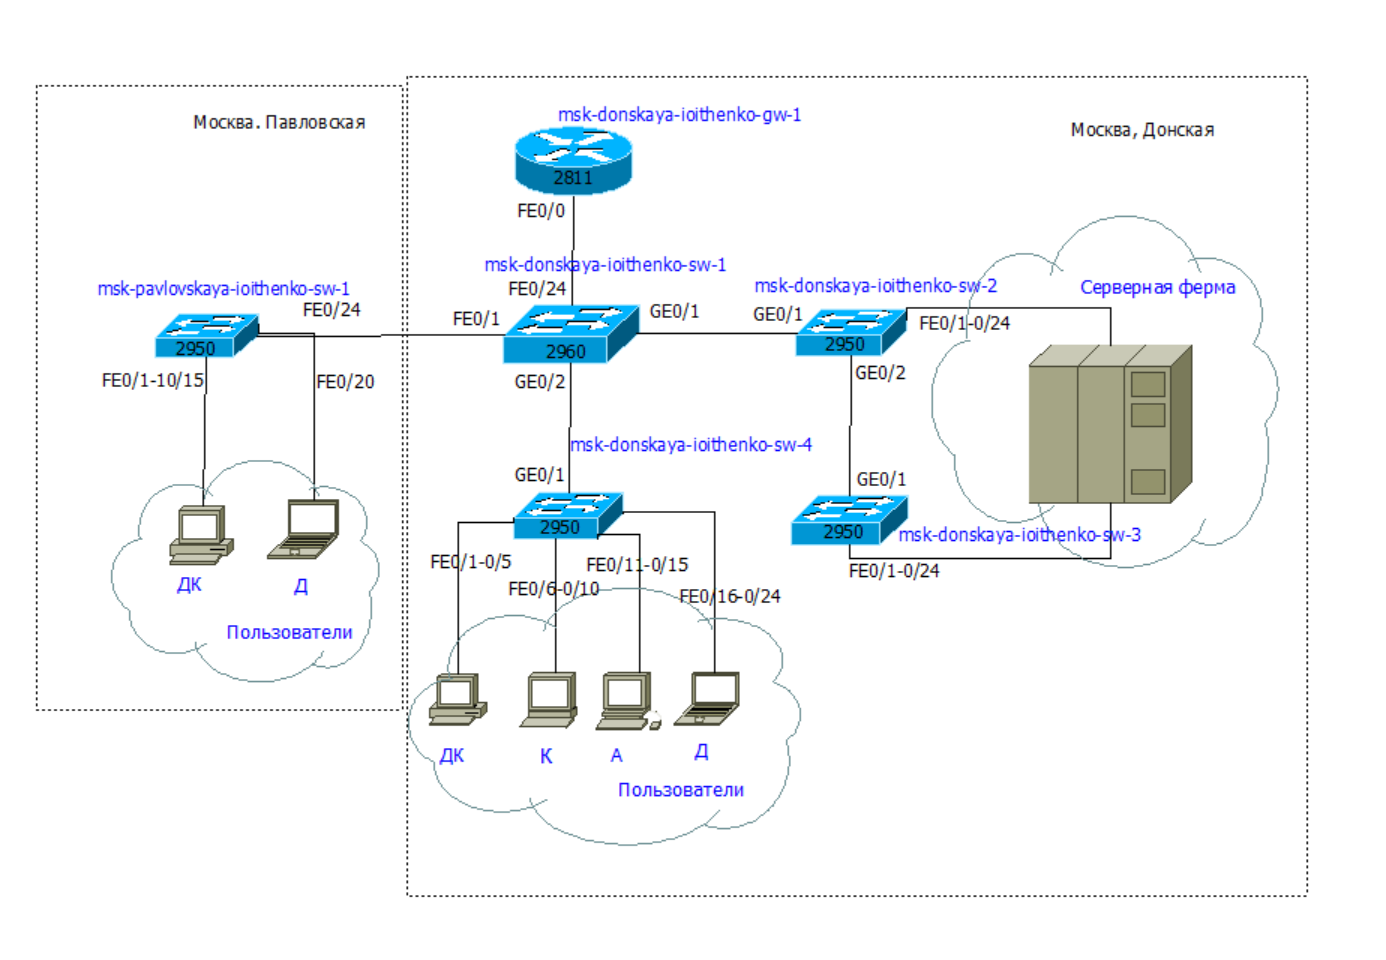 Москва. Павловская
msk-donskaya-ioithenko-gw-1
Москва, Донская
2811
FE0/0
msk-donskaya-ioithenko-sw-1
msk-pavlovskaya-ioithenko-sw-1
FE0/24
FE0/24
msk-donskaya-ioithenko-sw-2
Серверная ферма
FE0/1
GE0/1
GE0/1
FE0/1-0/24
2950
2960
2950
FE0/1-10/15
FE0/20
GE0/2
GE0/2
msk-donskaya-ioithenko-sw-4
GE0/1
GE0/1
2950
2950
msk-donskaya-ioithenko-sw-3
FE0/1-0/5
FE0/11-0/15
FE0/1-0/24
ДК
Д
FE0/6-0/10
FE0/16-0/24
Пользователи
ДК
К
А
Д
Пользователи